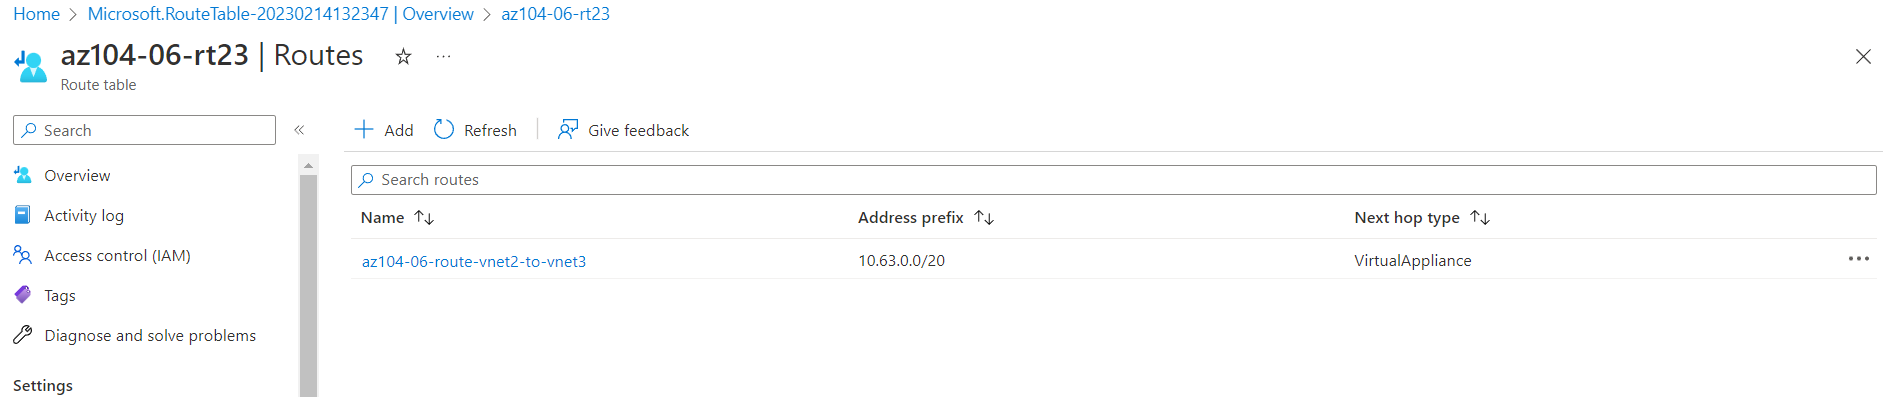 Home > Microsoft.RouteTable-20230214132347 | Overview > az104-06-rt23
az104-06-rt23 | Routes ☆ ···
Route table
Search «
Overview
Activity log
Access control (IAM)
Tags
Diagnose and solve problems
Settings
+ Add Refresh Give feedback
Search routes
Name ↑↓ Address prefix ↑↓ Next hop type ↑↓
az104-06-route-vnet2-to-vnet3 10.63.0.0/20 VirtualAppliance ···